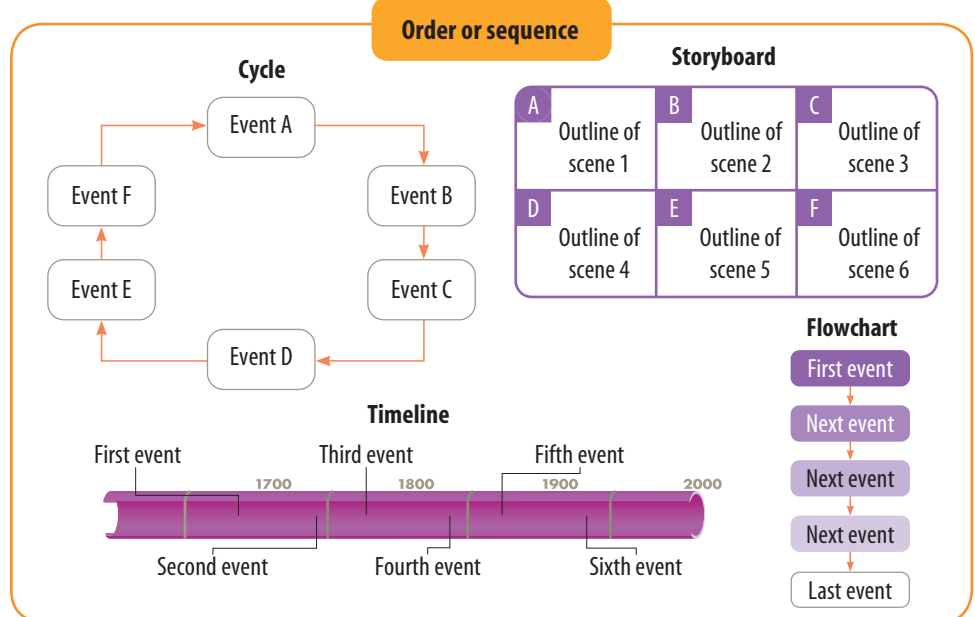 Order or sequence
Cycle
Event A
Event B
Event C
Event D
Event E
Event F
Storyboard
A
Outline of
scene 1
B
Outline of
scene 2
C
Outline of
scene 3
D
Outline of
scene 4
E
Outline of
scene 5
F
Outline of
scene 6
Timeline
First event
Third event
Fifth event
1700
1800
1900
2000
Second event
Fourth event
Sixth event
Flowchart
First event
Next event
Next event
Next event
Last event